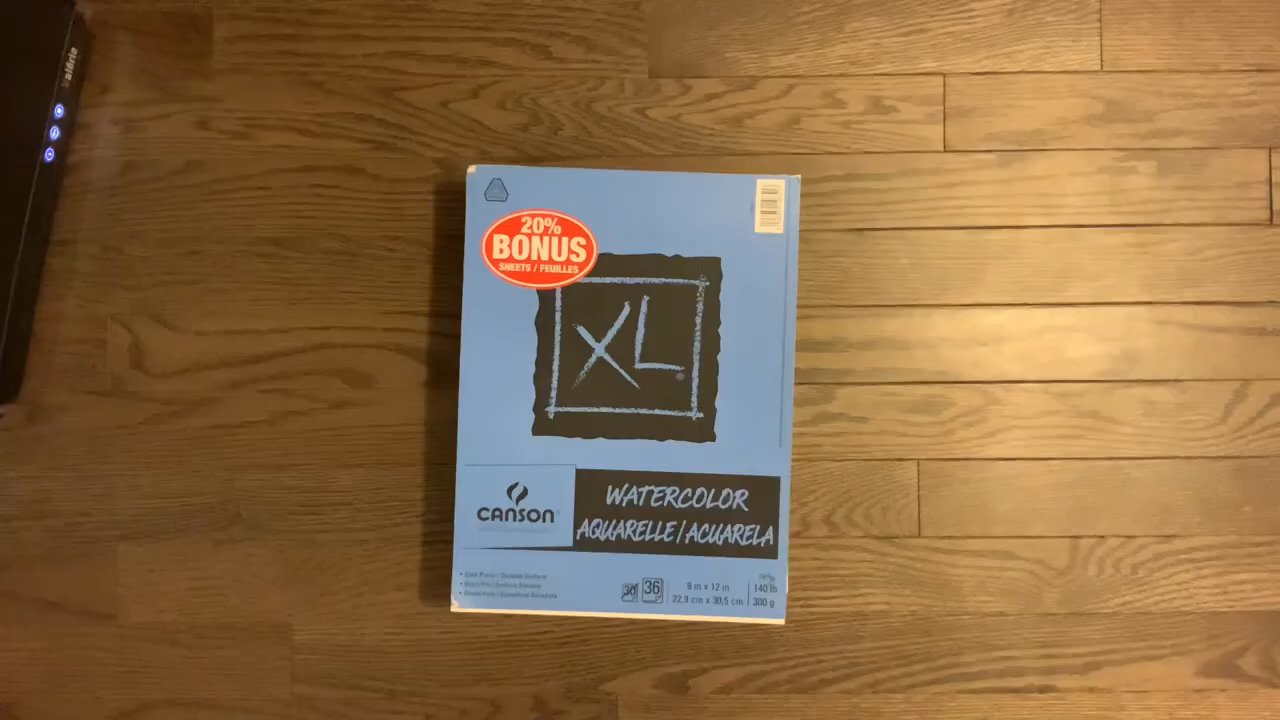 20%
BONUS
SHEETS / FEUILLES
XL
CANSON
WATERCOLOR
AQUARELLE / ACUARELA
30 36
9 in x 12 in
22,9 cm x 30,5 cm
140 lb
300 g